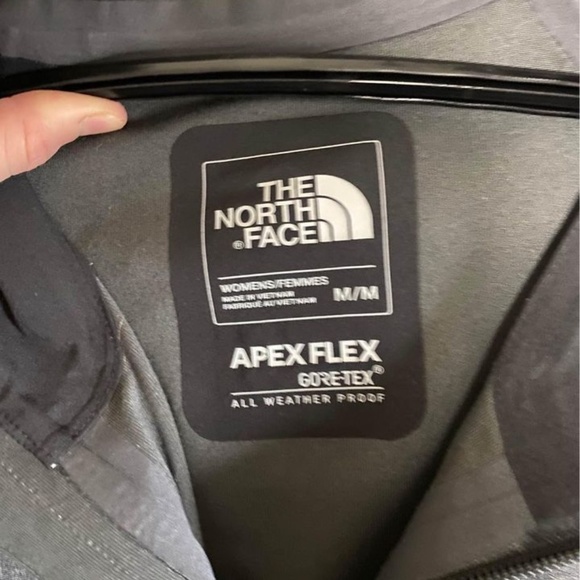 THE
NORTH
®FACE
WOMENS/FEMMES
MADE IN VIETNAM
FABRIQUE AU VIETNAM
M/M
APEX FLEX
GORE-TEX®
ALL WEATHER PROOF